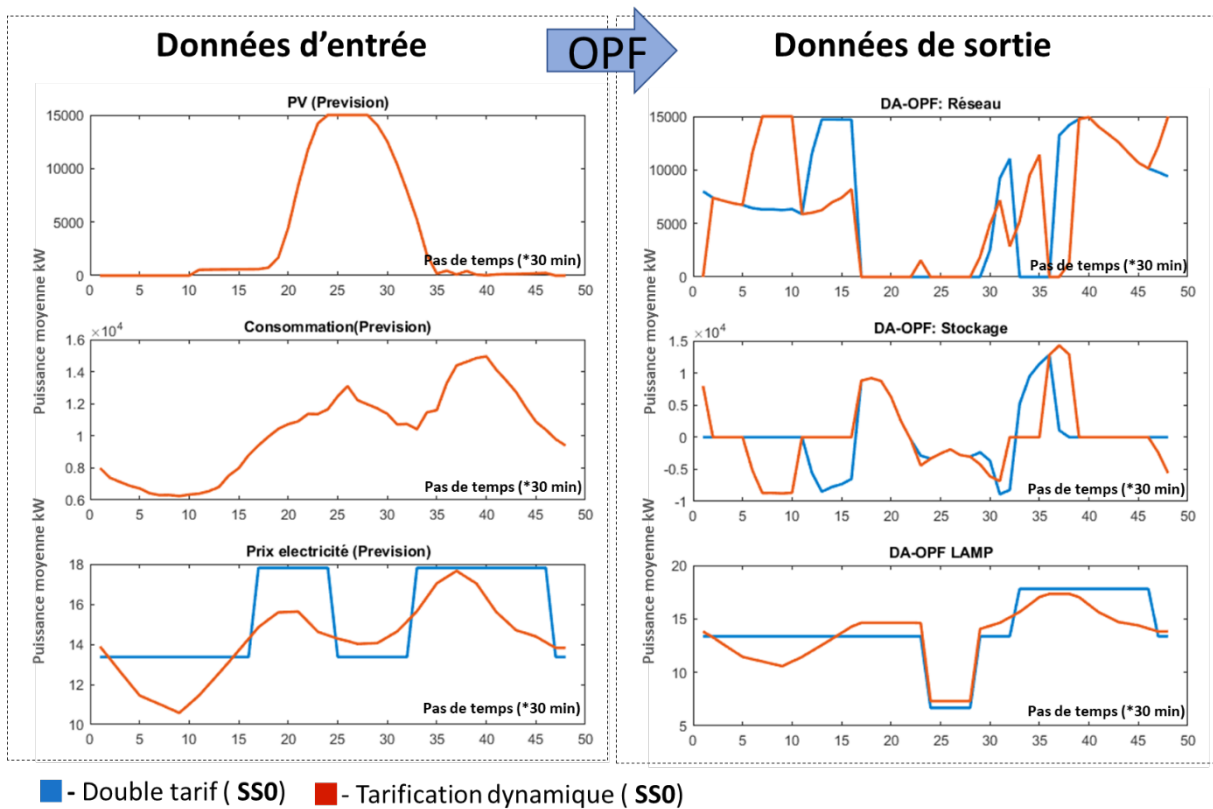 Données d'entrée
OPF
Données de sortie
PV (Prevision)
15000
10000
5000
0
Pas de temps (*30 min)
0 5 10 15 20 25 30 35 40 45 50
Consommation(Prevision)
×10⁴
1.6
1.4
1.2
1
0.8
0.6
Pas de temps (*30 min)
0 5 10 15 20 25 30 35 40 45 50
Prix electricité (Prevision)
18
16
14
12
10
Pas de temps (*30 min)
0 5 10 15 20 25 30 35 40 45 50
Puissance moyenne kW
Puissance moyenne kW
DA-OPF: Rèseau
15000
10000
5000
0
Pas de temps (*30 min)
0 5 10 15 20 25 30 35 40 45 50
DA-OPF: Stockage
×10⁴
1.5
1
0.5
0
-0.5
-1
Pas de temps (*30 min)
0 5 10 15 20 25 30 35 40 45 50
DA-OPF LAMP
20
15
10
5
Pas de temps (*30 min)
0 5 10 15 20 25 30 35 40 45 50
Puissance moyenne kW
Puissance moyenne kW
- Double tarif ( SS0)
- Tarification dynamique ( SS0)